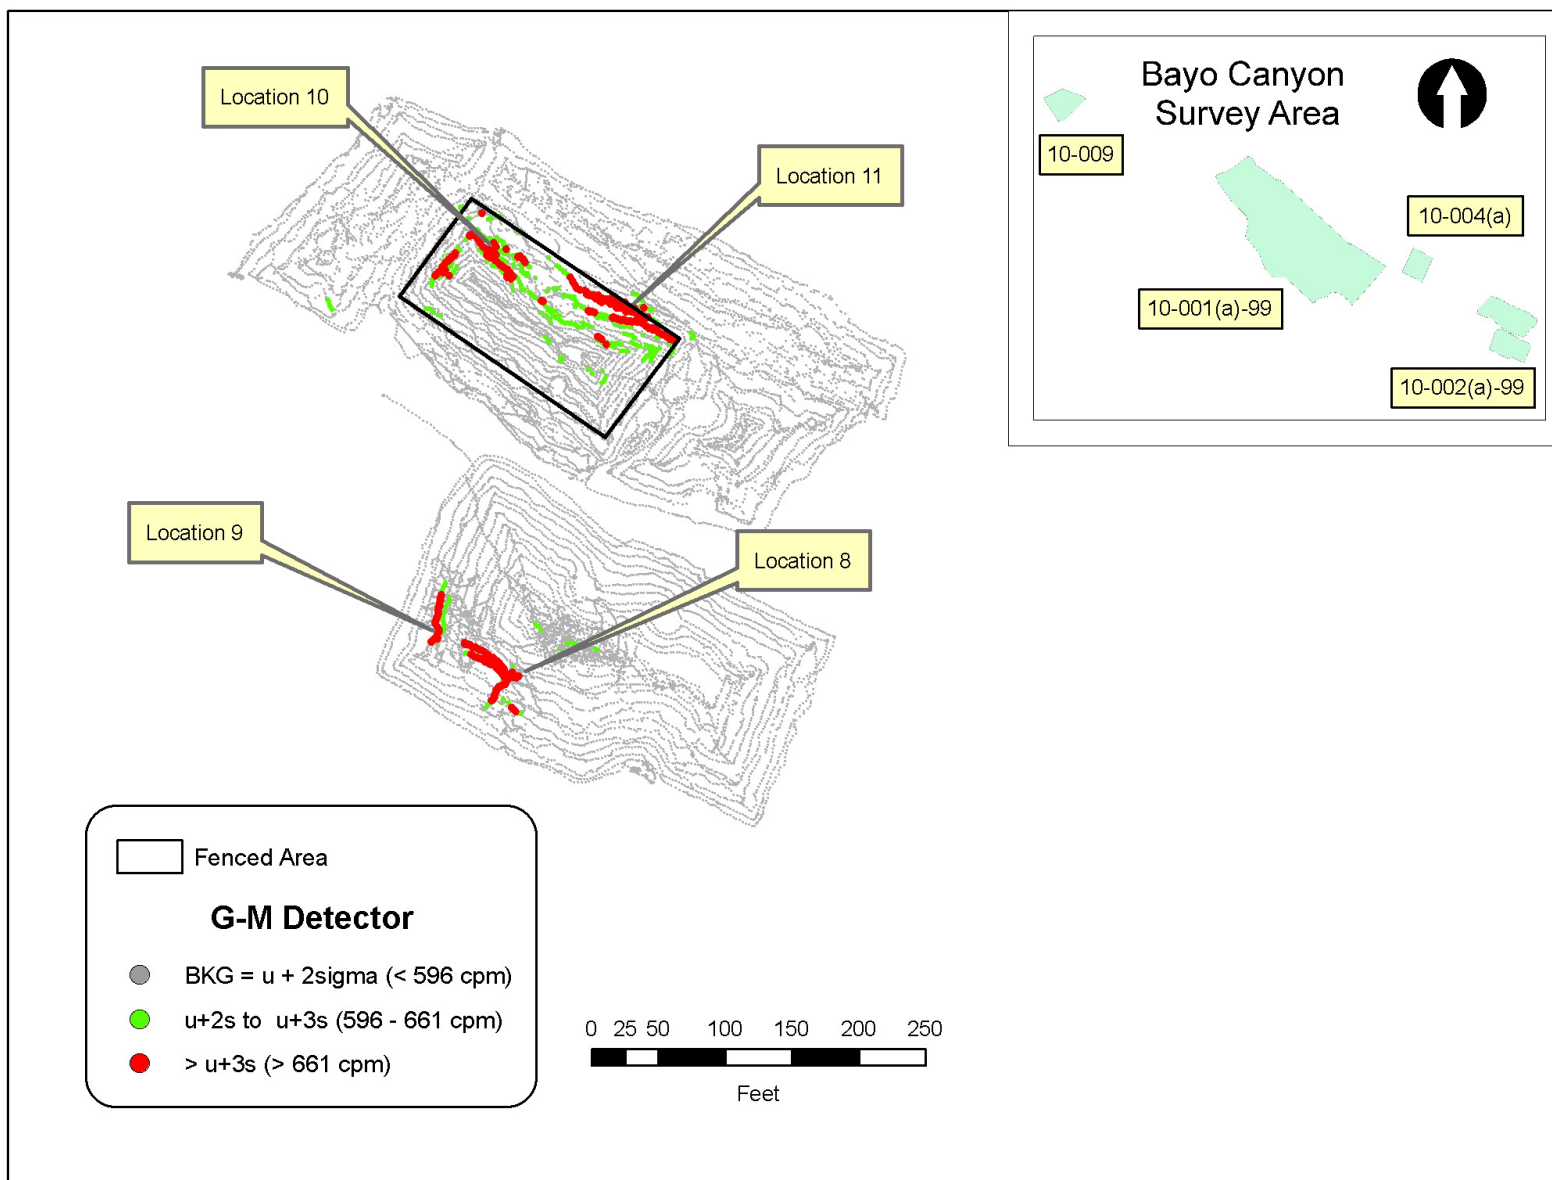 Location 10
Location 11
Location 9
Location 8
Bayo Canyon
Survey Area
10-009
10-004(a)
10-001(a)-99
10-002(a)-99
Fenced Area
G-M Detector
BKG = u + 2sigma (< 596 cpm)
u+2s to u+3s (596 - 661 cpm)
> u+3s (> 661 cpm)
0 25 50 100 150 200 250
Feet